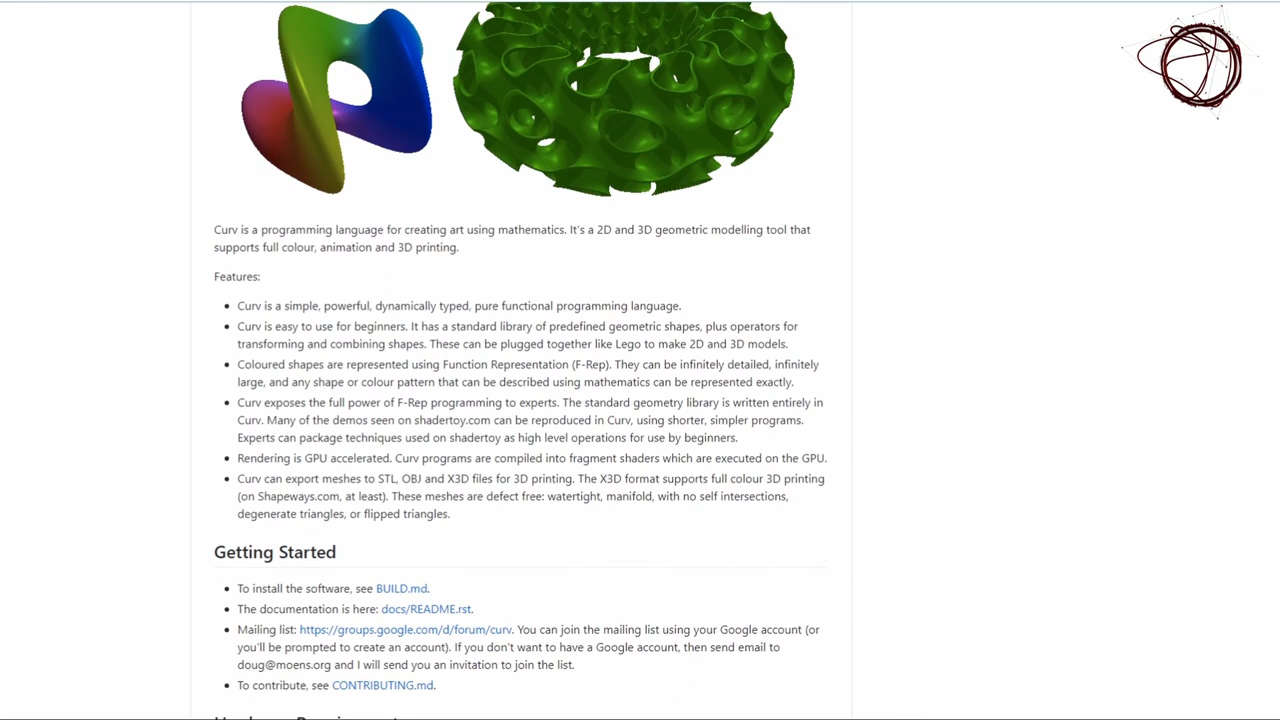 Curv is a programming language for creating art using mathematics. It's a 2D and 3D geometric modelling tool that
supports full colour, animation and 3D printing.
Features:
Curv is a simple, powerful, dynamically typed, pure functional programming language.
Curv is easy to use for beginners. It has a standard library of predefined geometric shapes, plus operators for
transforming and combining shapes. These can be plugged together like Lego to make 2D and 3D models.
Coloured shapes are represented using Function Representation (F-Rep). They can be infinitely detailed, infinitely
large, and any shape or colour pattern that can be described using mathematics can be represented exactly.
Curv exposes the full power of F-Rep programming to experts. The standard geometry library is written entirely in
Curv. Many of the demos seen on shadertoy.com can be reproduced in Curv, using shorter, simpler programs.
Experts can package techniques used on shadertoy as high level operations for use by beginners.
Rendering is GPU accelerated. Curv programs are compiled into fragment shaders which are executed on the GPU.
Curv can export meshes to STL, OBJ and X3D files for 3D printing. The X3D format supports full colour 3D printing
(on Shapeways.com, at least). These meshes are defect free: watertight, manifold, with no self intersections,
degenerate triangles, or flipped triangles.
Getting Started
To install the software, see BUILD.md.
The documentation is here: docs/README.rst.
Mailing list: https://groups.google.com/d/forum/curv. You can join the mailing list using your Google account (or
you'll be prompted to create an account). If you don't want to have a Google account, then send email to
doug@moens.org and I will send you an invitation to join the list.
To contribute, see CONTRIBUTING.md.